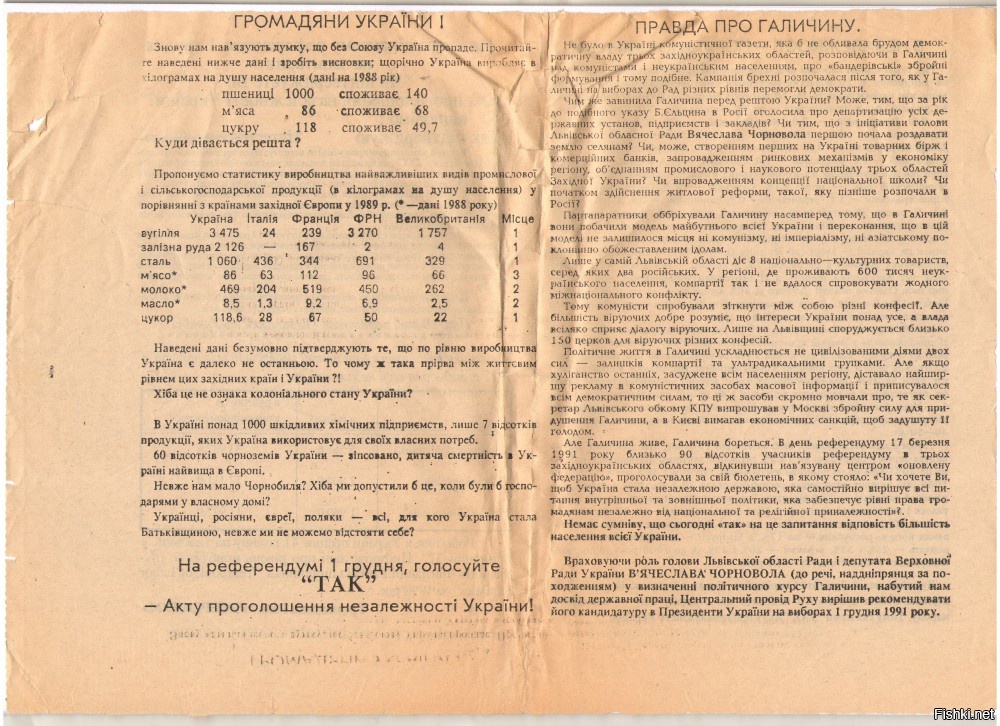 ГРОМАДЯНИ УКРАЇНИ !
Знову нам нав’язують думку, що без Союзу Україна пропаде. Прочитай-
те наведені нижче дані і зробіть висновки; щорічно Україна виробляє в
кілограмах на душу населення (дані на 1988 рік)
пшениці 1000 споживає 140
м’яса 86 споживає 68
цукру 118 споживає 49,7
Куди дівається решта ?
Пропонуємо статистику виробництва найважливіших видів промислової
і сільськогосподарської продукції (в кілограмах на душу населення) у
порівнянні з країнами західної Європи у 1989 р. (* —дані 1988 року)
Україна Італія Франція ФРН Великобританія Місце
вугілля 3 475 24 239 3 270 1 757 1
залізна руда 2 126 — 167 2 4 1
сталь 1 060 436 344 691 329 1
м’ясо* 86 63 112 96 66 3
молоко* 469 204 519 450 262 2
масло* 8,5 1,3 9,2 6,9 2,5 2
цукор 118,6 28 67 50 22 1
Наведені дані безумовно підтверджують те, що по рівню виробництва
Україна є далеко не останньою. То чому ж така прірва між життєвим
рівнем цих західних країн і України ?!
Хіба це не ознака колоніального стану України?
В Україні понад 1000 шкідливих хімічних підприємств, лише 7 відсотків
продукції, яких Україна використовує для своїх власних потреб.
60 відсотків чорноземів України — зіпсовано, дитяча смертність в Ук-
раїні найвища в Європі.
Невже нам мало Чорнобиля? Хіба ми допустили б це, коли були б госпо-
дарями у власному домі?
Українці, росіяни, євреї, поляки — всі, для кого Україна стала
Батьківщиною, невже ми не можемо відстояти себе?
На референдумі 1 грудня, голосуйте
“ТАК”
— Акту проголошення незалежності України!
ПРАВДА ПРО ГАЛИЧИНУ.
Не було в Україні комуністичної газети, яка б не обливала брудом демок-
ратичну владу трьох західноукраїнських областей, розповідаючи в Галичині
над комуністами і неукраїнським населенням, про «бандерівські» збройні
формування і тому подібне. Кампанія брехні розпочалася після того, як у Га-
личині на виборах до Рад різних рівнів перемогли демократи.
Чим же завинила Галичина перед рештою України? Може, тим, що за рік
до подібного указу Б.Єльцина в Росії оголосила про департизацію усіх де-
ржавних установ, підприємств і закладів? Чи тим, що з ініціативи голови
Львівської обласної Ради Вячеслава Чорновола першою почала роздавати
землю селянам? Чи, може, створенням перших на Україні товарних бірж і
комерційних банків, запровадженням ринкових механізмів у економіку
регіону, об’єднанням промислового і наукового потенціалу трьох областей
Західної України? Чи впровадженням концепції національної школи? Чи
початком здійснення житлової реформи, такої, яку пізніше розпочали в
Росії?
Партапаратники оббріхували Галичину насамперед тому, що в Галичині
вони побачили модель майбутнього всієї України і переконання, що в цій
моделі не залишилося місця ні комунізму, ні імперіалізму, ні азіатському по-
клонінню обожествленим ідолам.
Лише у самій Львівській області діє 8 національно—культурних товариств,
серед яких два російських. У регіоні, де проживають 600 тисяч неук-
раїнського населення, компартії так і не вдалося спровокувати жодного
міжнаціонального конфлікту.
Тому комуністи спробували зіткнути між собою різні конфесії. Але
більшість віруючих добре розуміє, що інтереси України понад усе, а влада
всіляко сприяє діалогу віруючих. Лише на Львівщині споруджується близько
150 церков для віруючих різних конфесій.
Політичне життя в Галичині ускладнюється не цивілізованими діями двох
сил — залишків компартії та ультрадикальними групками. Але якщо
хуліганство останніх, засуджене всім населенням регіону, діставало найшир-
шу рекламу в комуністичних засобах масової інформації і приписувалося
всім демократичним силам, то ці ж засоби скромно мовчали про, те як сек-
ретар Львівського обкому КПУ випрошував у Москві збройну силу для при-
душення Галичини, а в Києві вимагав економічних санкцій, щоб задушути її
голодом.
Але Галичина живе, Галичина бореться. В день референдуму 17 березня
1991 року близько 90 відсотків учасників референдуму в трьох
західноукраїнських областях, відкинувши нав’язувану центром «оновлену
федерацію», проголосували за свій бюлетень, в якому стояло: «Чи хочете Ви,
щоб Україна стала незалежною державою, яка самостійно вирішує всі пи-
тання внутрішньої та зовнішньої політики, яка забезпечує рівні права гро-
мадянам незалежно від національної та релігійної приналежності»?.
Немає сумніву, що сьогодні «так» на це запитання відповість більшість
населення всієї України.
Враховуючи роль голови Львівської області Ради і депутата Верховної
Ради України В’ЯЧЕСЛАВА ЧОРНОВОЛА (до речі, наддніпрянця за по-
ходженням) у визначенні політичного курсу Галичини, набутий нам
досвід державної праці, Центральний провід Руху вирішив рекомендувати
його кандидатуру в Президенти України на виборах 1 грудня 1991 року.
Fishki.net